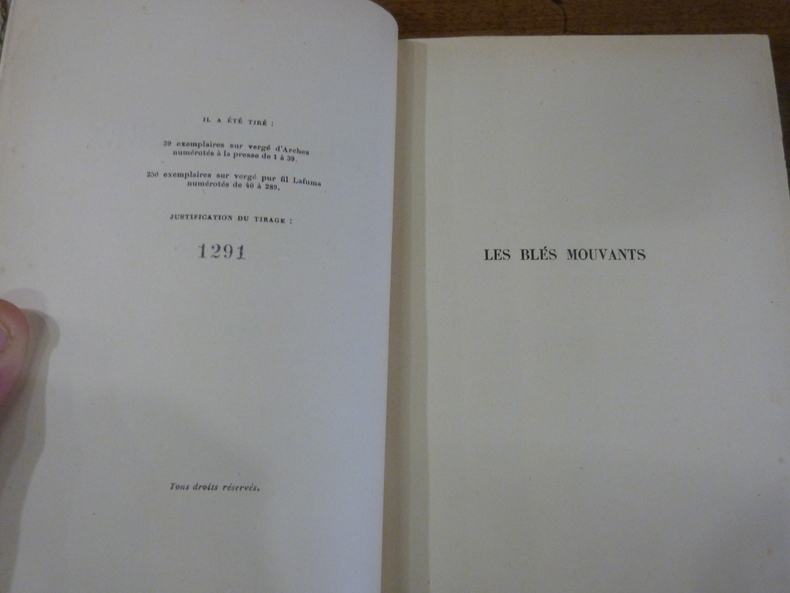 IL A ÉTÉ TIRÉ :
39 exemplaires sur vergé d'Arches
numérotés à la presse de 1 à 39.
250 exemplaires sur vergé pur fil Lafuma
numérotés de 40 à 289.
JUSTIFICATION DU TIRAGE :
1291
Tous droits réservés.
LES BLÉS MOUVANTS